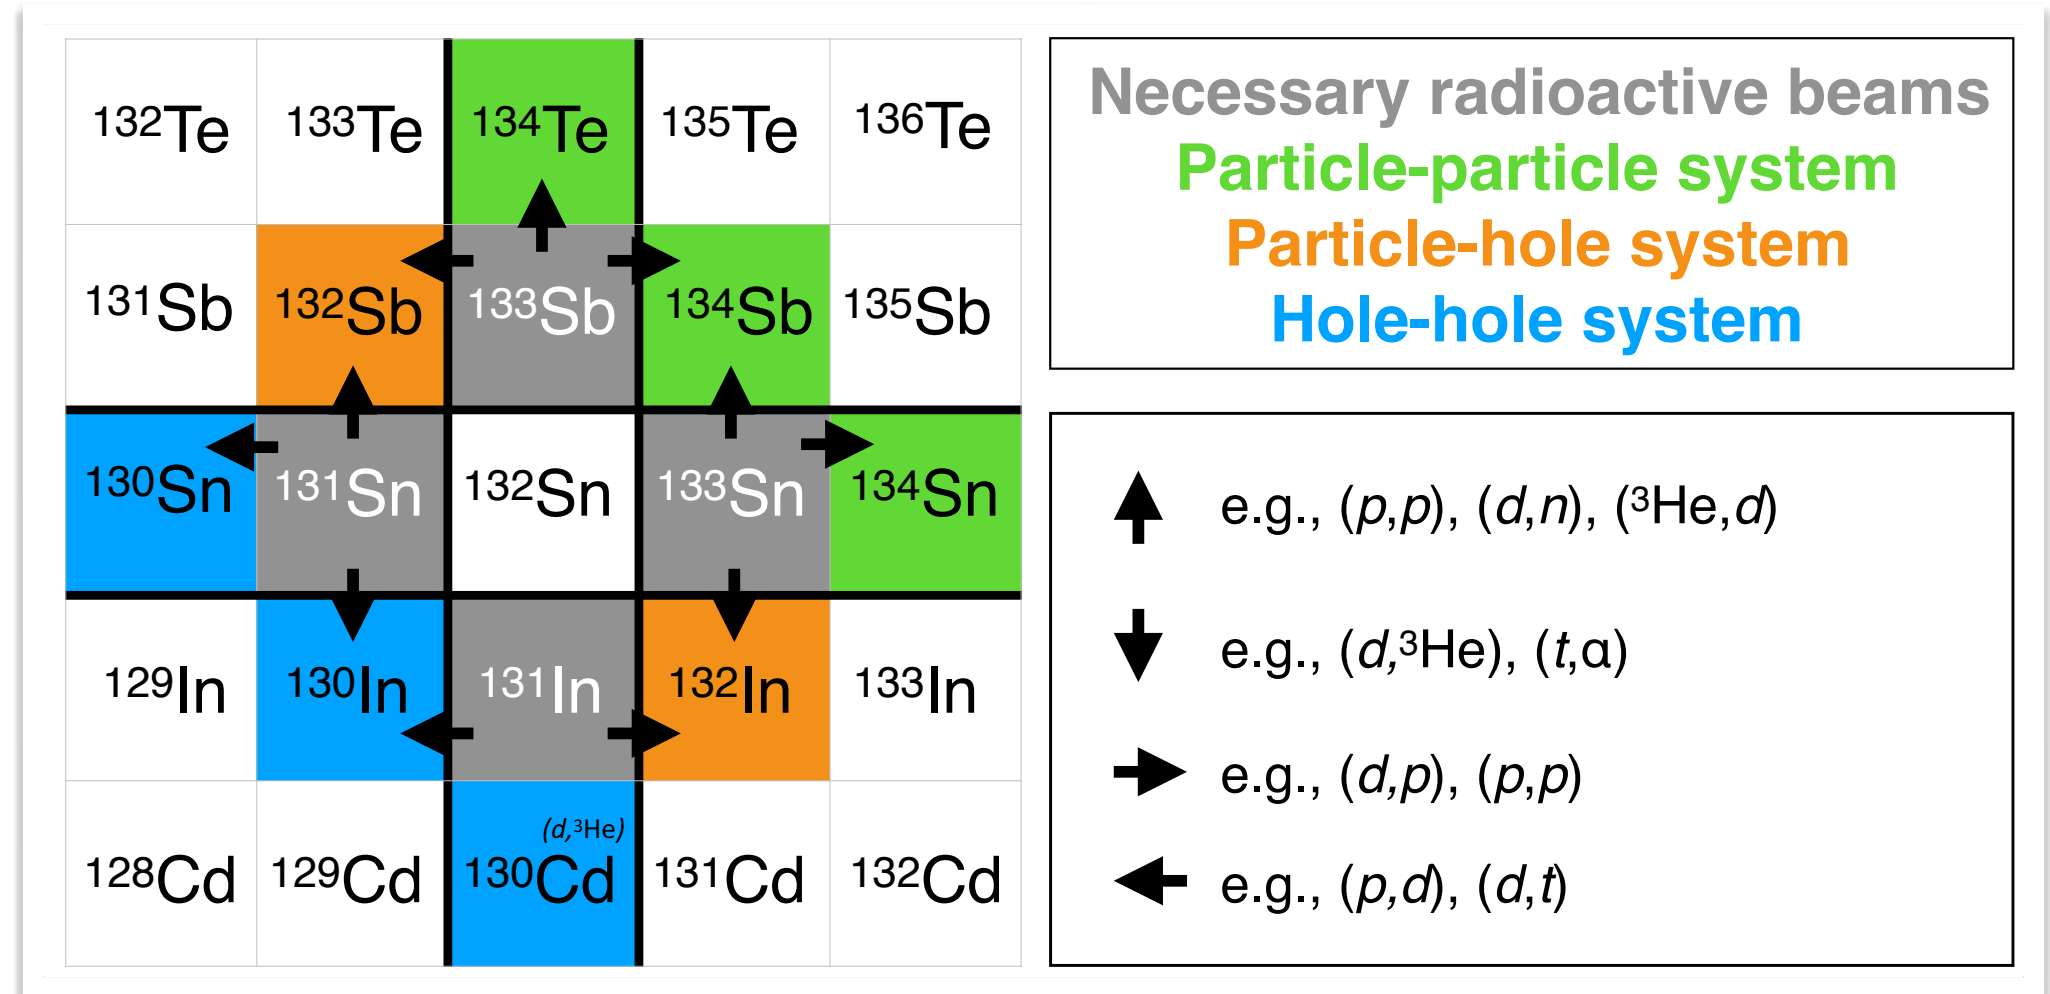 ¹³²Te ¹³³Te ¹³⁴Te ¹³⁵Te ¹³⁶Te
¹³¹Sb ¹³²Sb ¹³³Sb ¹³⁴Sb ¹³⁵Sb
¹³⁰Sn ¹³¹Sn ¹³²Sn ¹³³Sn ¹³⁴Sn
¹²⁹In ¹³⁰In ¹³¹In ¹³²In ¹³³In
(d,³He)
¹²⁸Cd ¹²⁹Cd ¹³⁰Cd ¹³¹Cd ¹³²Cd
Necessary radioactive beams
Particle-particle system
Particle-hole system
Hole-hole system
e.g., (p,p), (d,n), (³He,d)
e.g., (d,³He), (t,α)
e.g., (d,p), (p,p)
e.g., (p,d), (d,t)